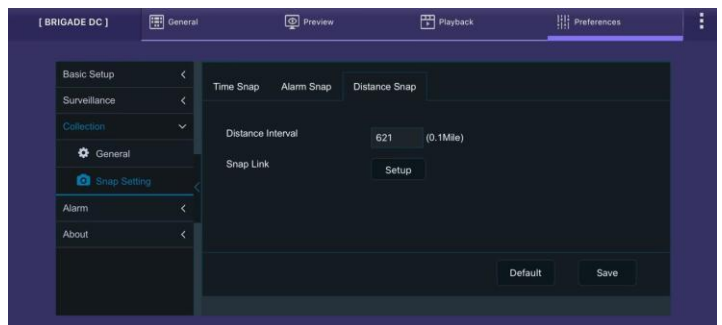 [ BRIGADE DC ] General Preview Playback Preferences
Basic Setup
Surveillance
Collection
General
Snap Setting
Alarm
About
Time Snap Alarm Snap Distance Snap
Distance Interval 621 (0.1Mile)
Snap Link Setup
Default Save